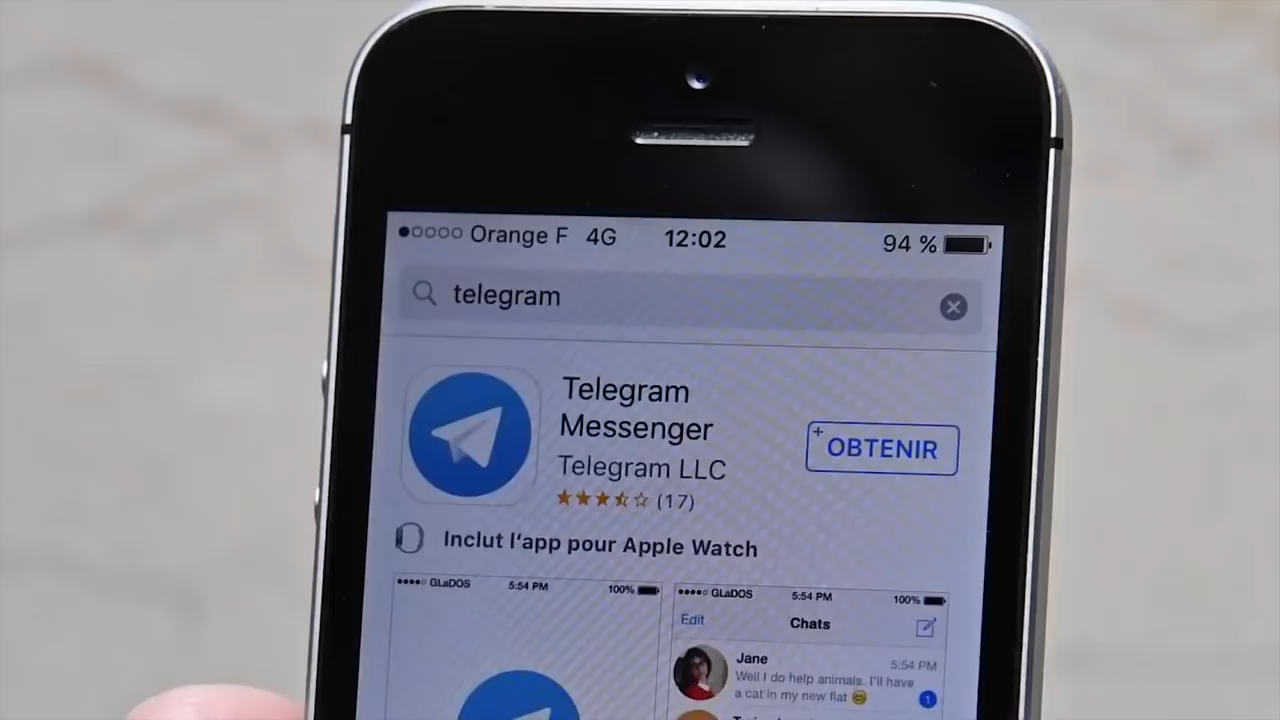 Orange F 4G 12:02 94 %
telegram
Telegram
Messenger
Telegram LLC
(17)
+ OBTENIR
Inclut l'app pour Apple Watch
GLaDOS 5:54 PM 100%
GLaDOS 5:54 PM 100%
Edit Chats
Jane 5:54 PM
Well I do help animals. I'll have
a cat in my new flat 1